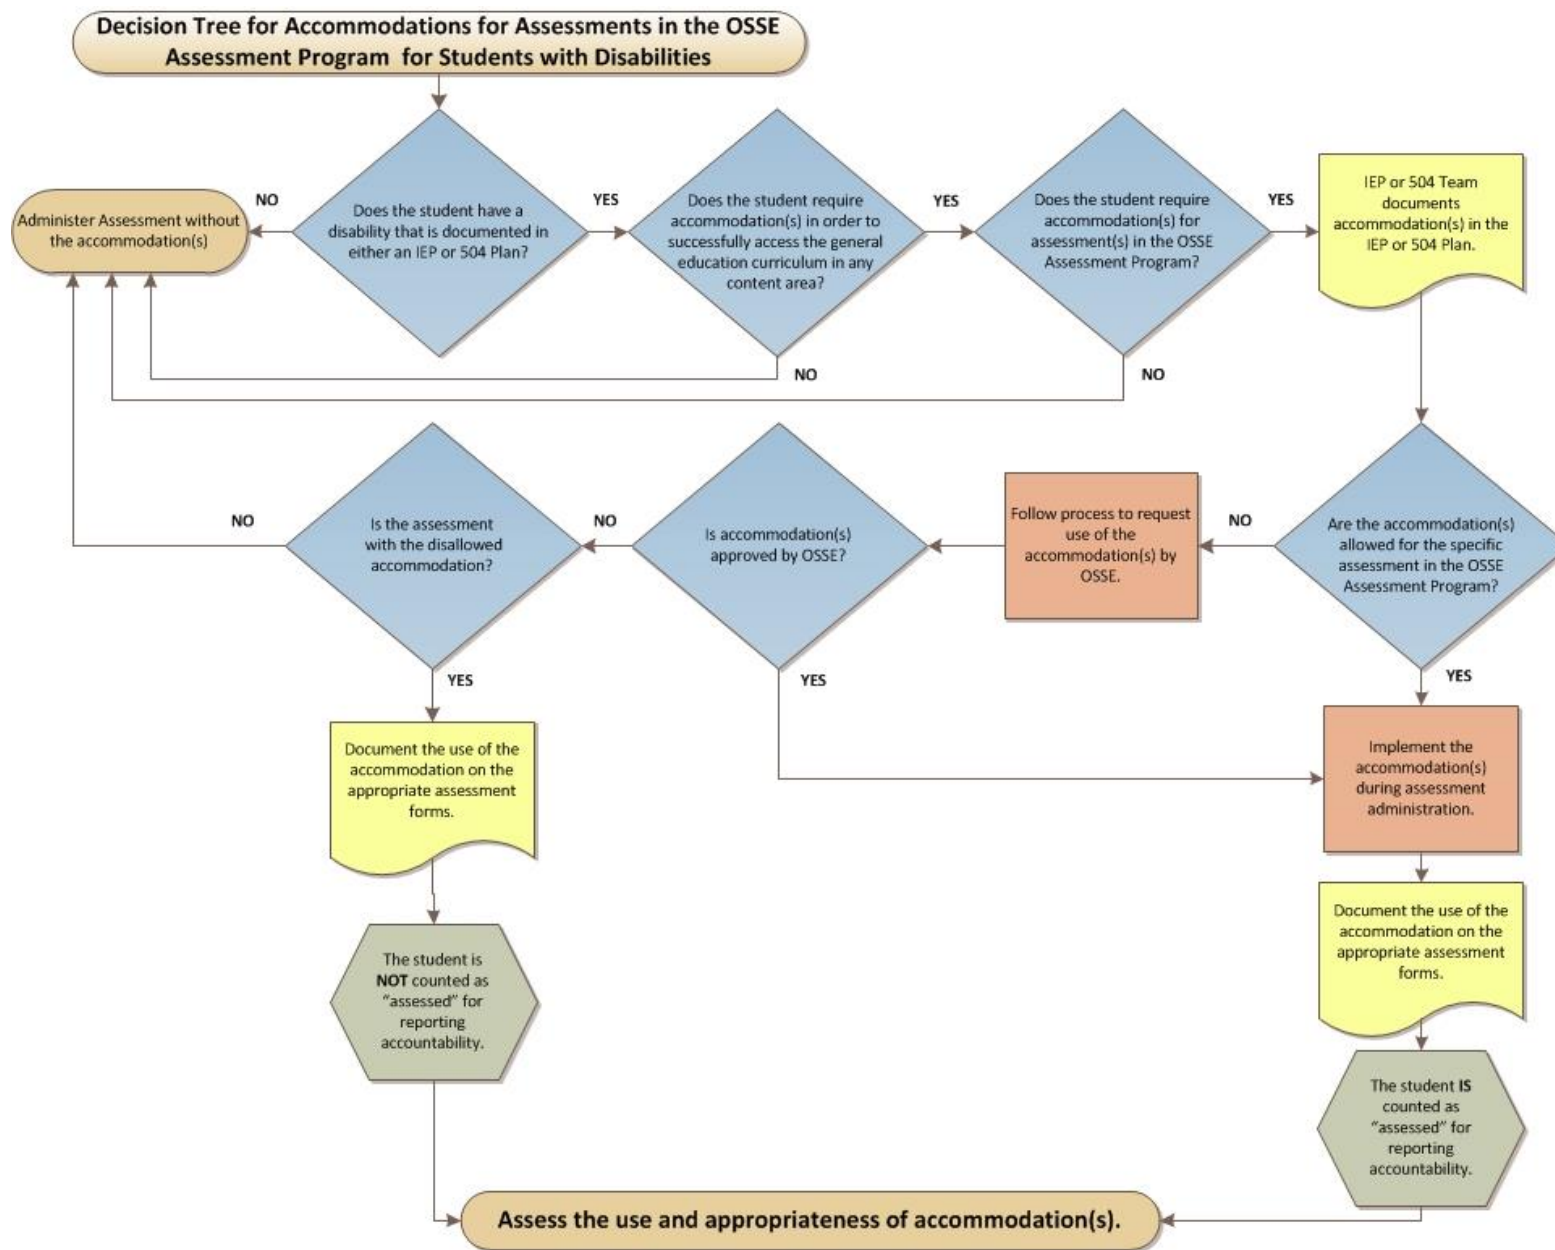 Decision Tree for Accommodations for Assessments in the OSSE
Assessment Program for Students with Disabilities
Administer Assessment without
the accommodation(s)
NO
Does the student have a
disability that is documented in
either an IEP or 504 Plan?
YES
Does the student require
accommodation(s) in order to
successfully access the general
education curriculum in any
content area?
YES
Does the student require
accommodation(s) for
assessment(s) in the OSSE
Assessment Program?
YES
IEP or 504 Team
documents
accommodation(s) in the
IEP or 504 Plan.
NO
NO
NO
Is the assessment
with the disallowed
accommodation?
NO
Is accommodation(s)
approved by OSSE?
Follow process to request
use of the
accommodation(s) by
OSSE.
NO
Are the accommodation(s)
allowed for the specific
assessment in the OSSE
Assessment Program?
YES
YES
YES
Document the use of the
accommodation on the
appropriate assessment
forms.
Implement the
accommodation(s)
during assessment
administration.
The student is
NOT counted as
“assessed” for
reporting
accountability.
Document the use of the
accommodation on the
appropriate assessment
forms.
The student IS
counted as
“assessed” for
reporting
accountability.
Assess the use and appropriateness of accommodation(s).